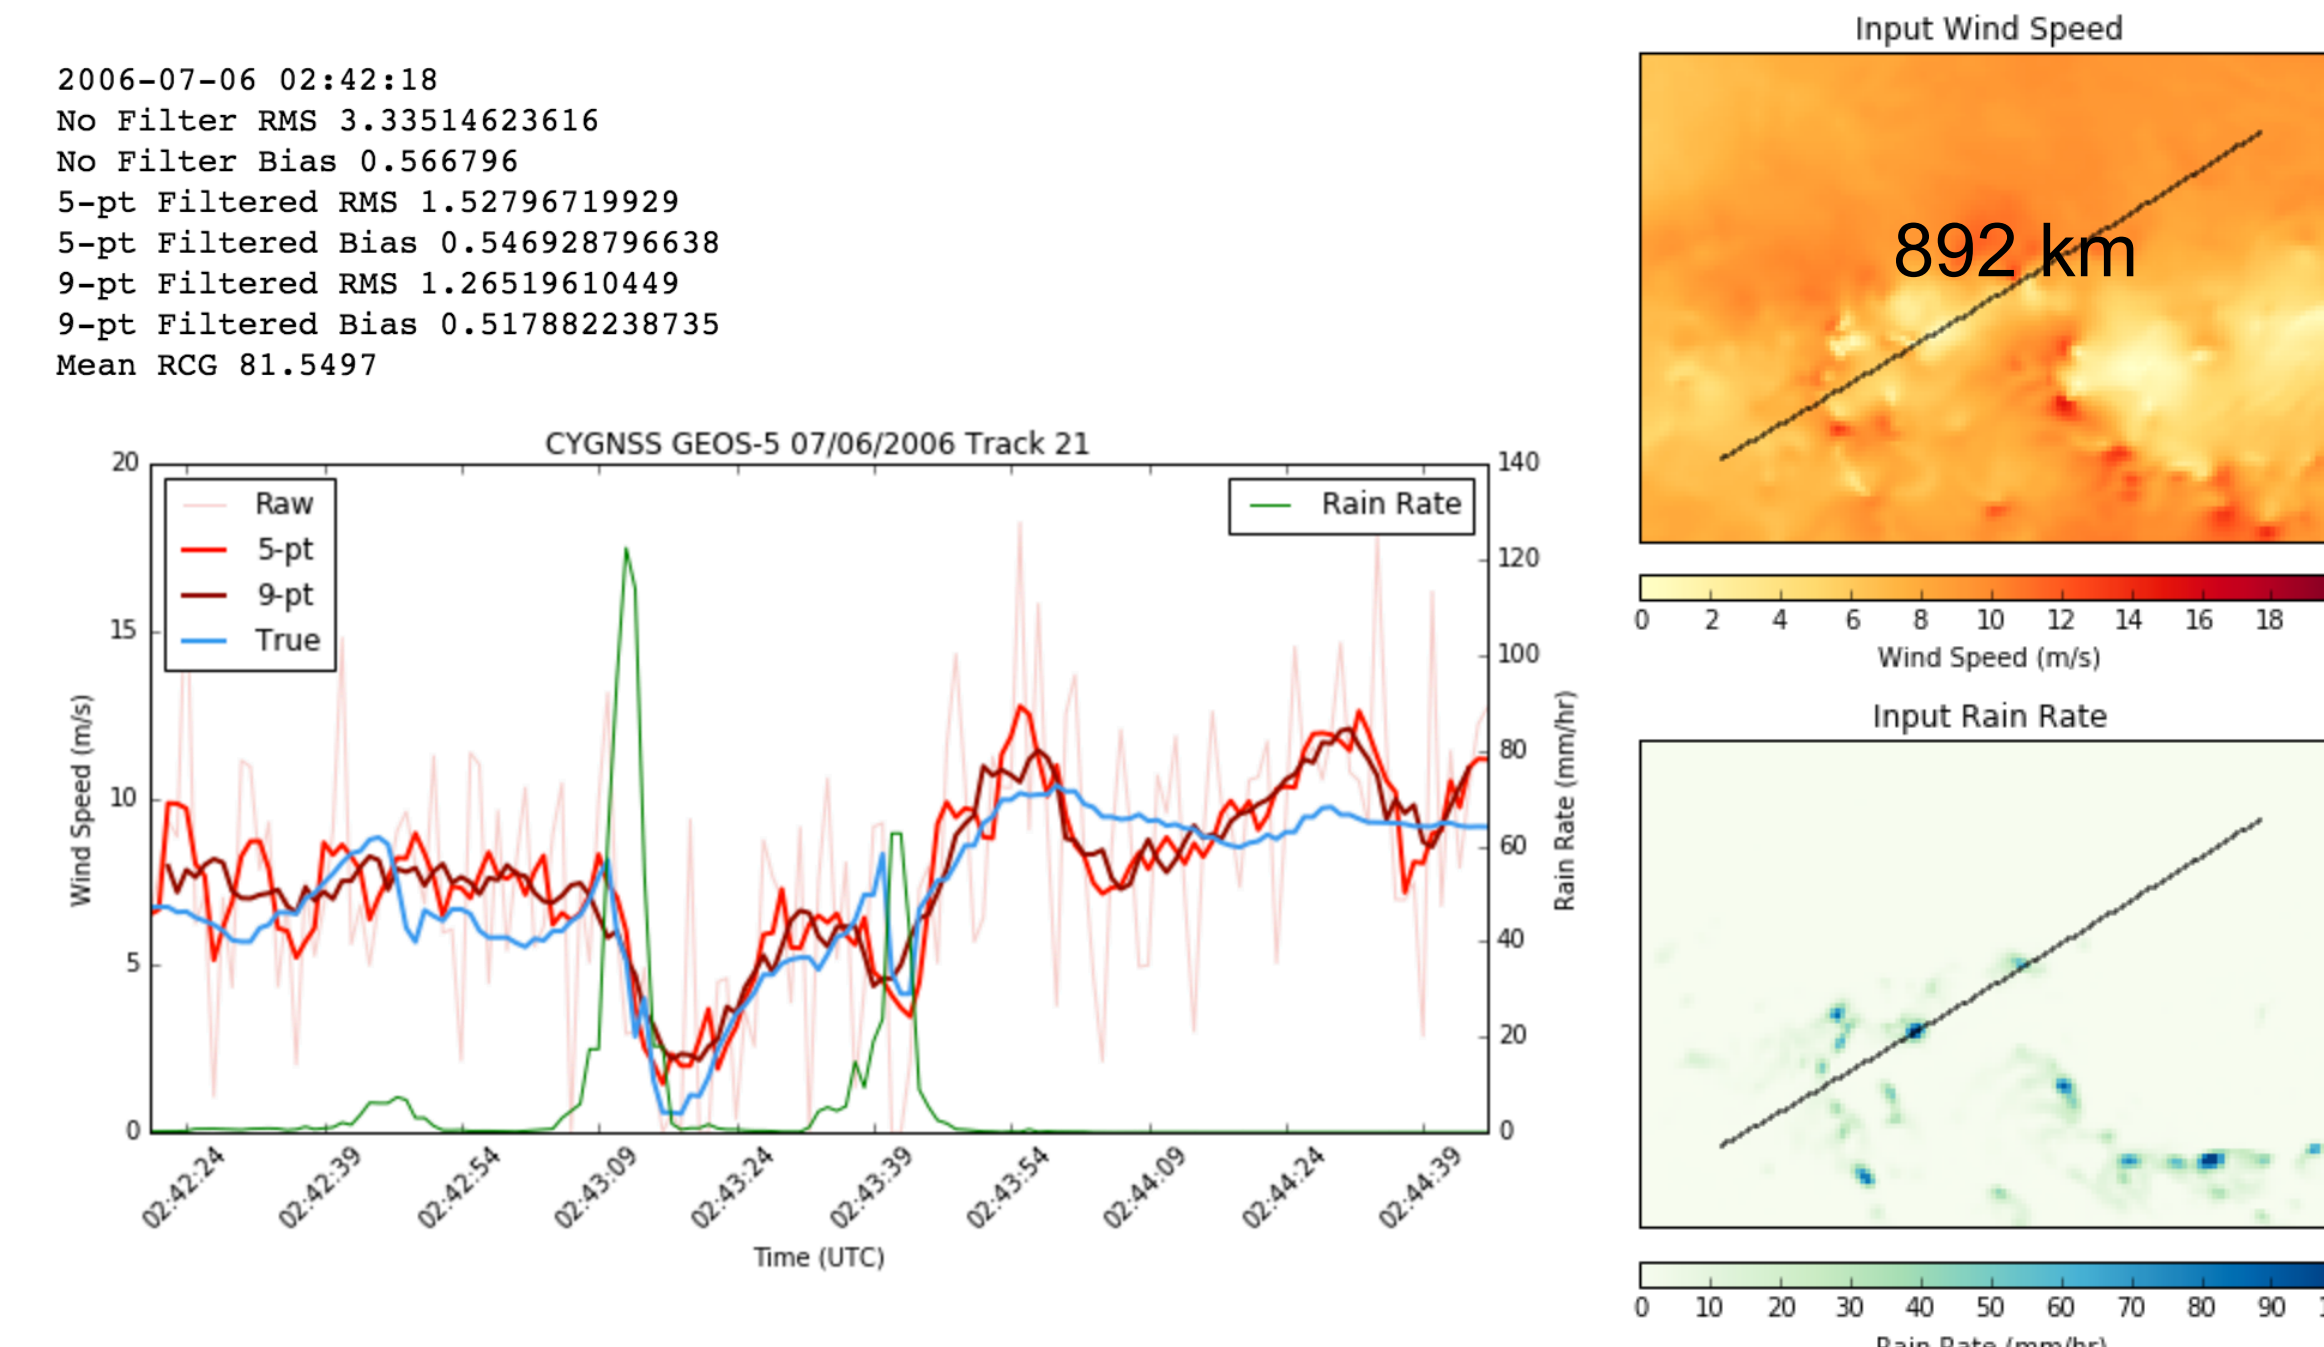 2006-07-06 02:42:18
No Filter RMS 3.33514623616
No Filter Bias 0.566796
5-pt Filtered RMS 1.52796719929
5-pt Filtered Bias 0.546928796638
9-pt Filtered RMS 1.26519610449
9-pt Filtered Bias 0.517882238735
Mean RCG 81.5497
CYGNSS GEOS-5 07/06/2006 Track 21
Raw
5-pt
9-pt
True
Rain Rate
20
15
10
5
0
Wind Speed (m/s)
140
120
100
80
60
40
20
0
Rain Rate (mm/hr)
02:42:24
02:42:39
02:42:54
02:43:09
02:43:24
02:43:39
02:43:54
02:44:09
02:44:24
02:44:39
Time (UTC)
Input Wind Speed
892 km
0 2 4 6 8 10 12 14 16 18
Wind Speed (m/s)
Input Rain Rate
0 10 20 30 40 50 60 70 80 90
Rain Rate (mm/hr)